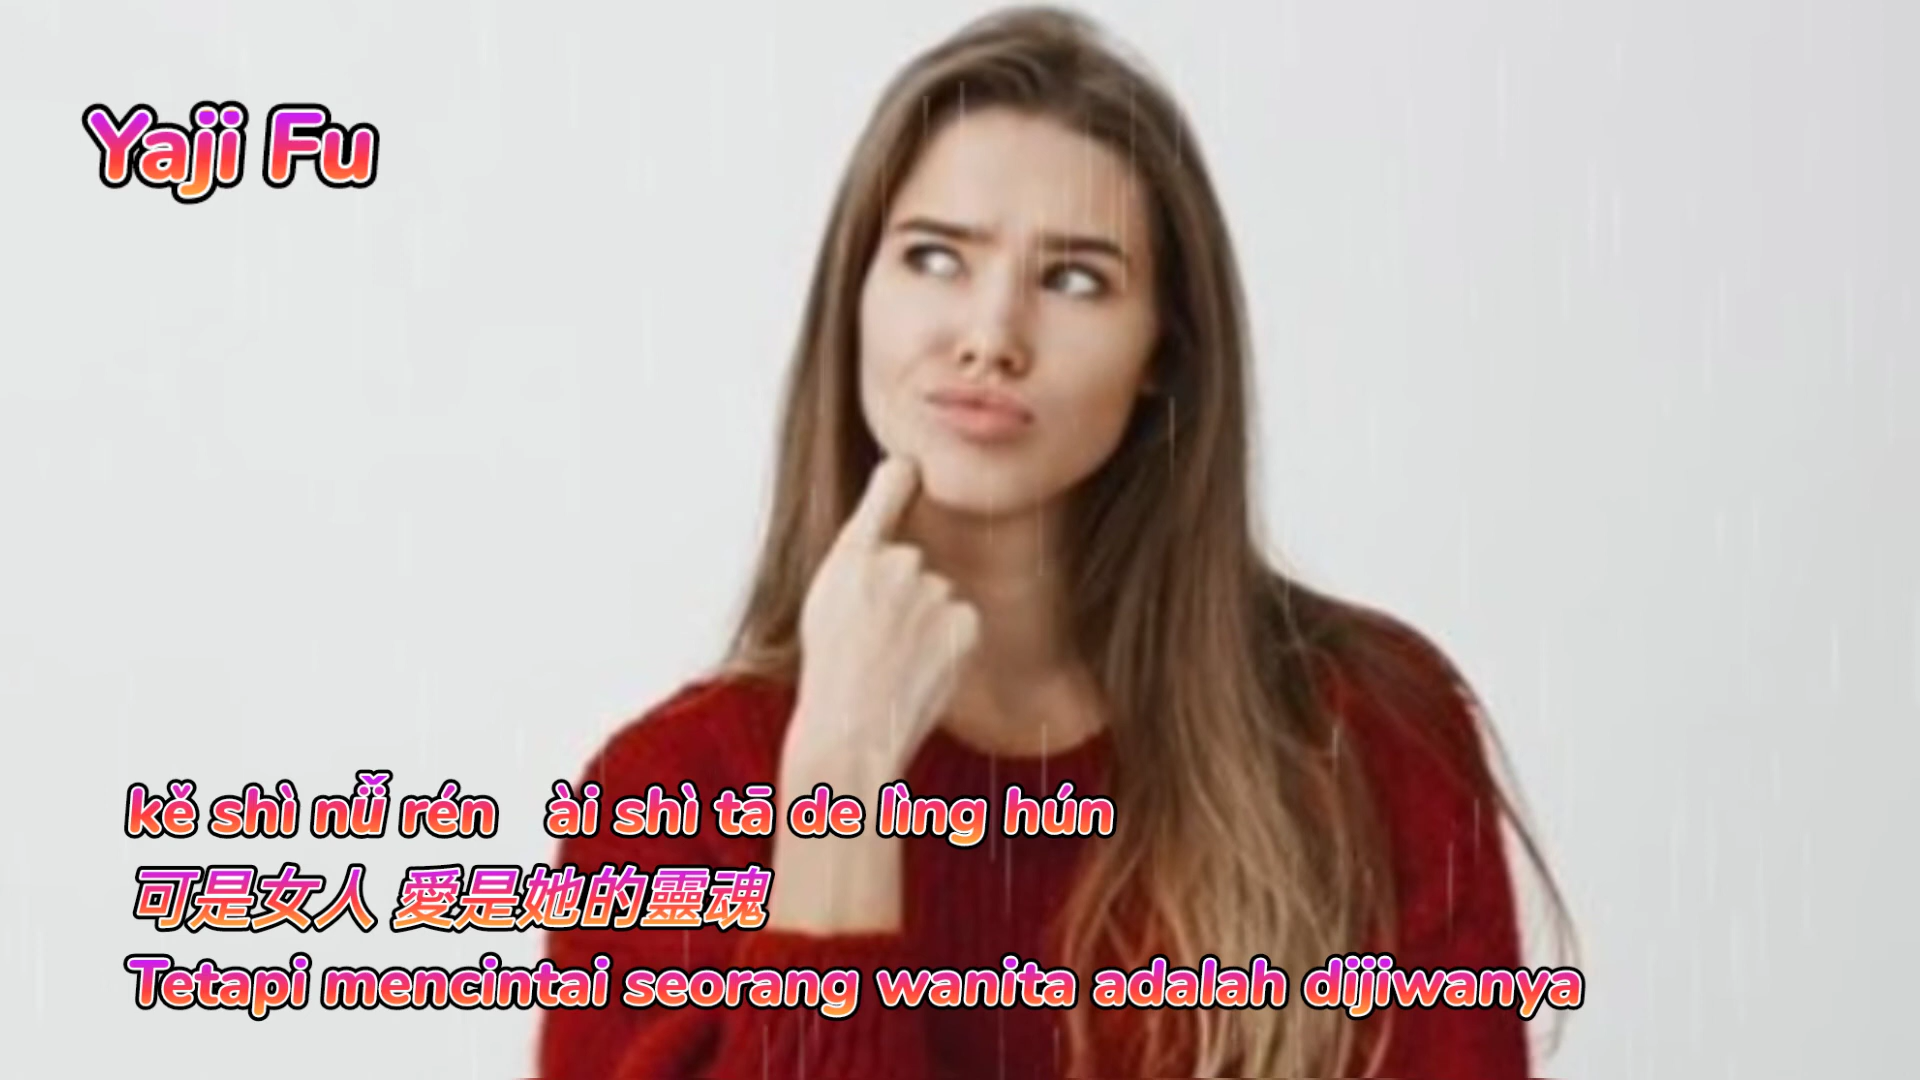 Yaji Fu
kě shì nǚ rén   ài shì tā de lìng hún
可是女人 愛是她的靈魂
Tetapi mencintai seorang wanita adalah dijiwanya